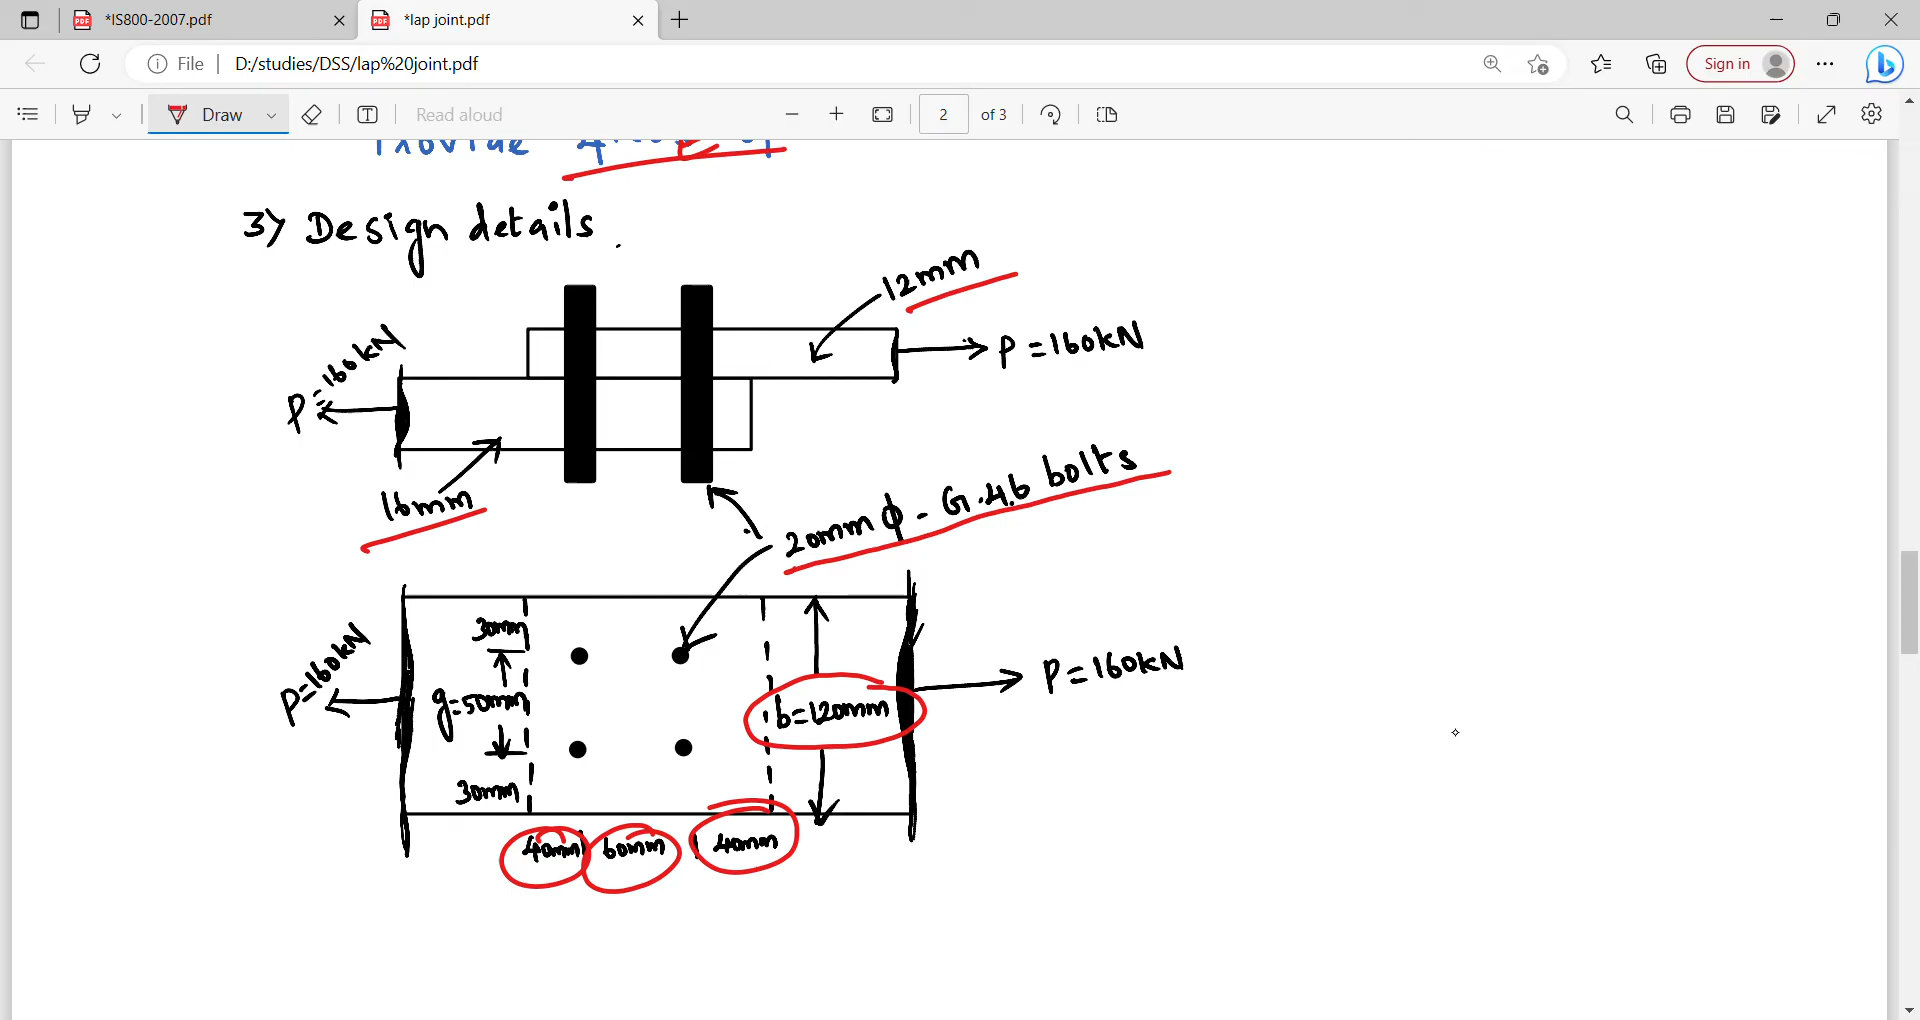 *IS800-2007.pdf
*lap joint.pdf
File
D:/studies/DSS/lap%20joint.pdf
Sign in
Draw
Read aloud
2
of 3
Provide
3) Design details.
12mm
P=160kN
P=160kN
16mm
20mm ϕ - G.4.6 bolts
30mm
P=160kN
g=50mm
b=120mm
P=160kN
30mm
40mm 60mm 40mm